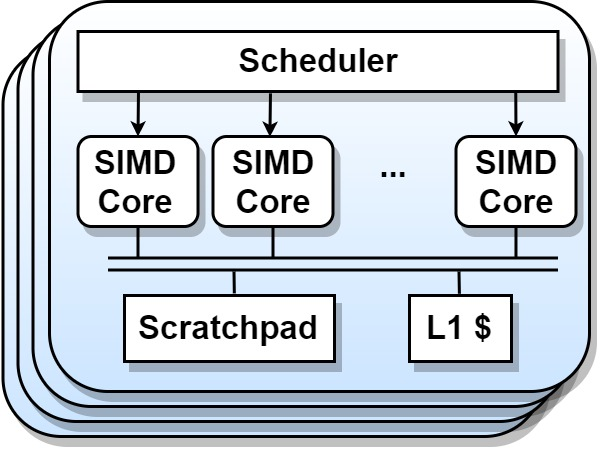 Scheduler
SIMD
Core
SIMD
Core
...
SIMD
Core
Scratchpad
L1 $